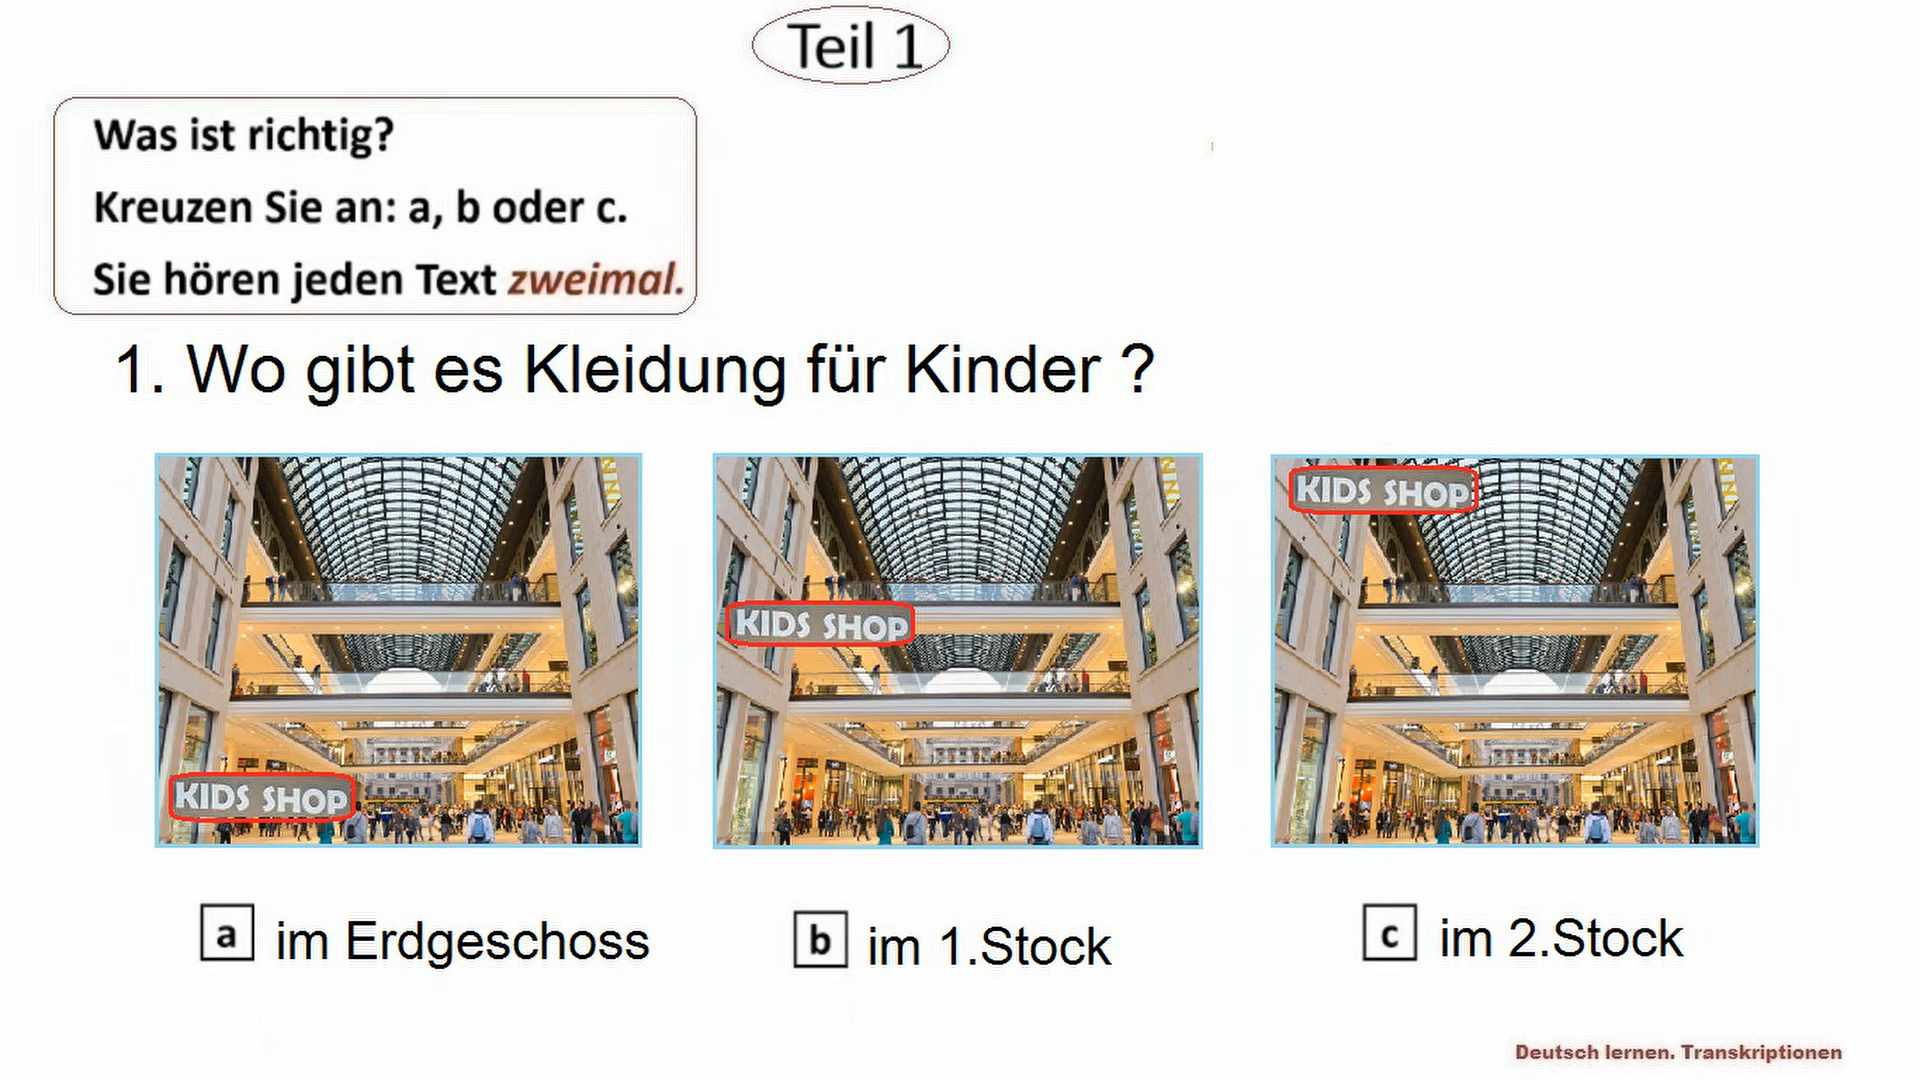 Teil 1
Was ist richtig?
Kreuzen Sie an: a, b oder c.
Sie hören jeden Text zweimal.
1. Wo gibt es Kleidung für Kinder ?
KIDS SHOP
KIDS SHOP
KIDS SHOP
a im Erdgeschoss
b im 1.Stock
c im 2.Stock
Deutsch lernen. Transkriptionen